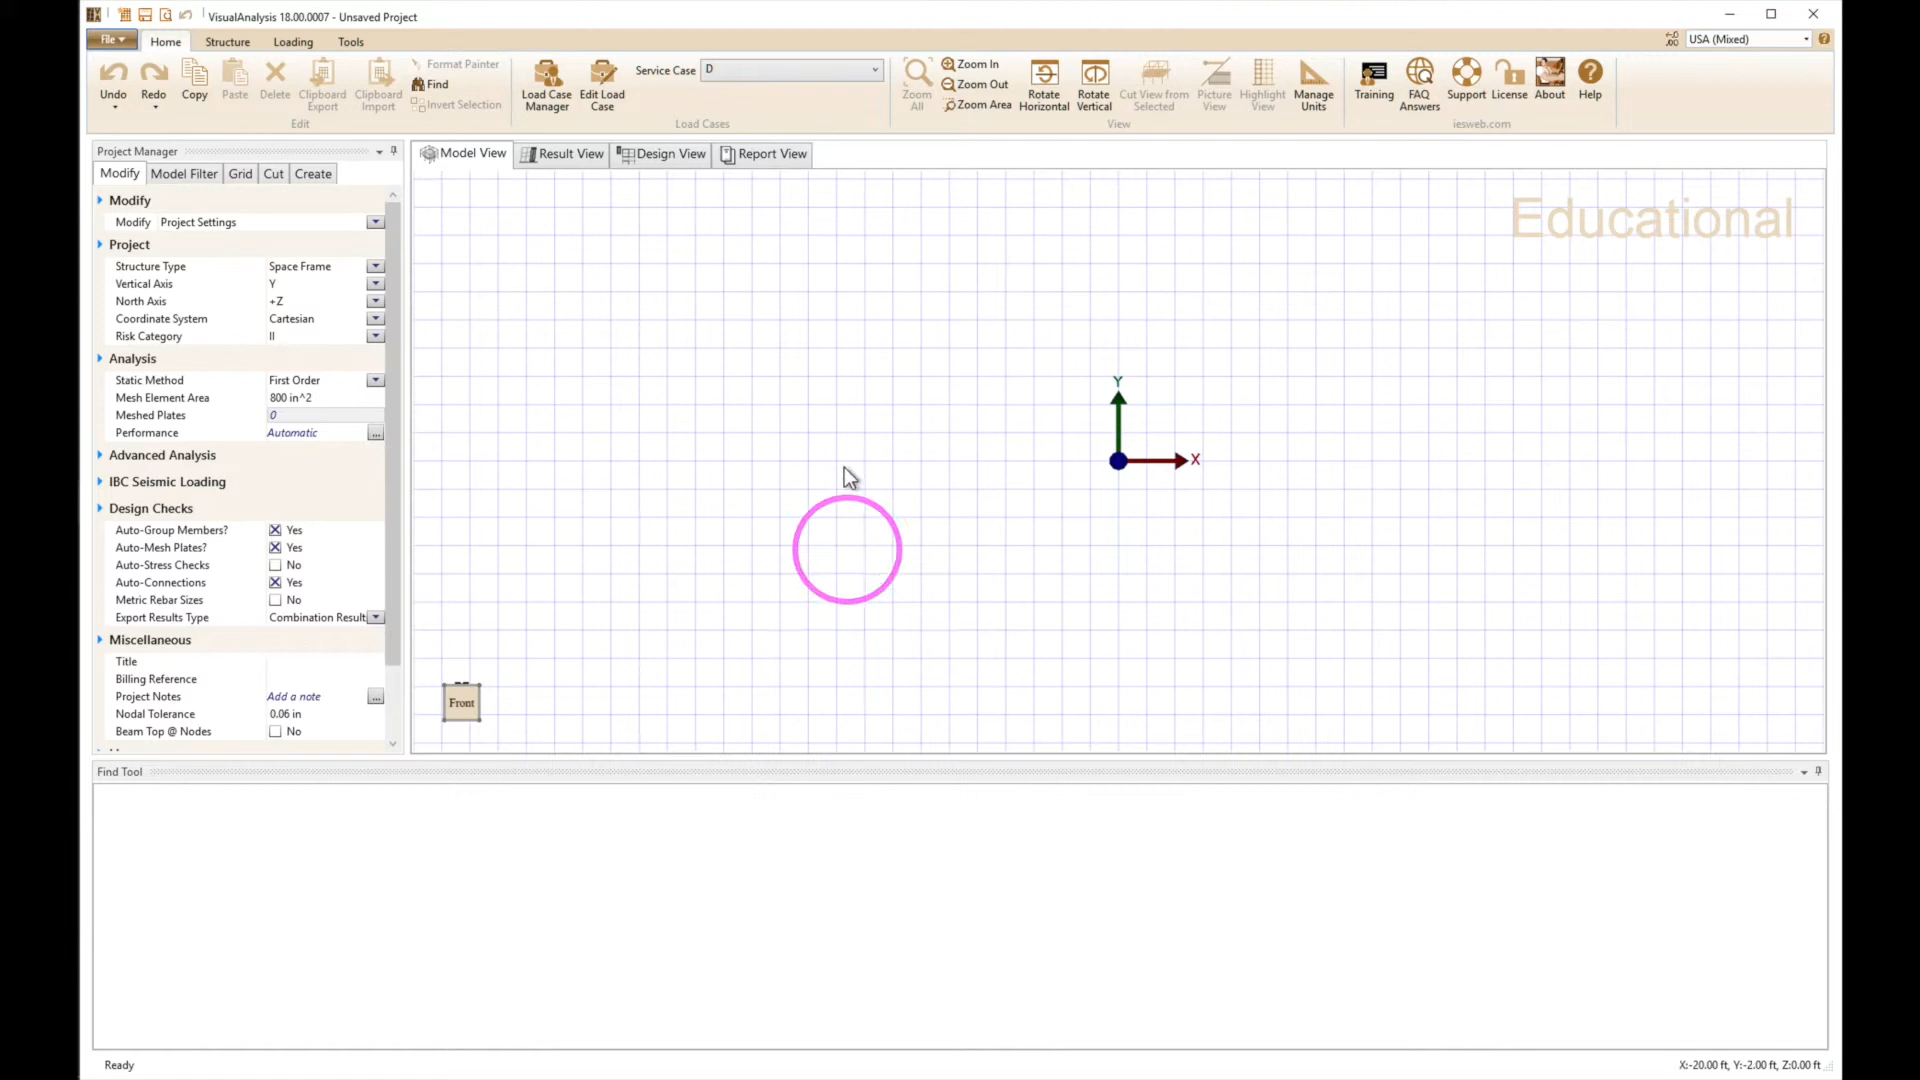 VisualAnalysis 18.00.0007 - Unsaved Project
File Home Structure Loading Tools
USA (Mixed)
Undo Redo Copy Paste Delete Clipboard Export Clipboard Import
Format Painter
Find
Invert Selection
Edit
Load Case Manager Edit Load Case
Service Case D
Load Cases
Zoom All
Zoom In
Zoom Out
Zoom Area
Rotate Horizontal Rotate Vertical Cut View from Selected Picture View Highlight View Manage Units
View
Training FAQ Answers Support License About Help
iesweb.com
Project Manager
Modify Model Filter Grid Cut Create
Modify
Modify Project Settings
Project
Structure Type Space Frame
Vertical Axis Y
North Axis +Z
Coordinate System Cartesian
Risk Category II
Analysis
Static Method First Order
Mesh Element Area 800 in^2
Meshed Plates 0
Performance Automatic ...
Advanced Analysis
IBC Seismic Loading
Design Checks
Auto-Group Members? Yes
Auto-Mesh Plates? Yes
Auto-Stress Checks No
Auto-Connections Yes
Metric Rebar Sizes No
Export Results Type Combination Result
Miscellaneous
Title
Billing Reference
Project Notes Add a note ...
Nodal Tolerance 0.06 in
Beam Top @ Nodes No
Model View Result View Design View Report View
Educational
Y
X
Front
Find Tool
Ready
X:-20.00 ft, Y:-2.00 ft, Z:0.00 ft